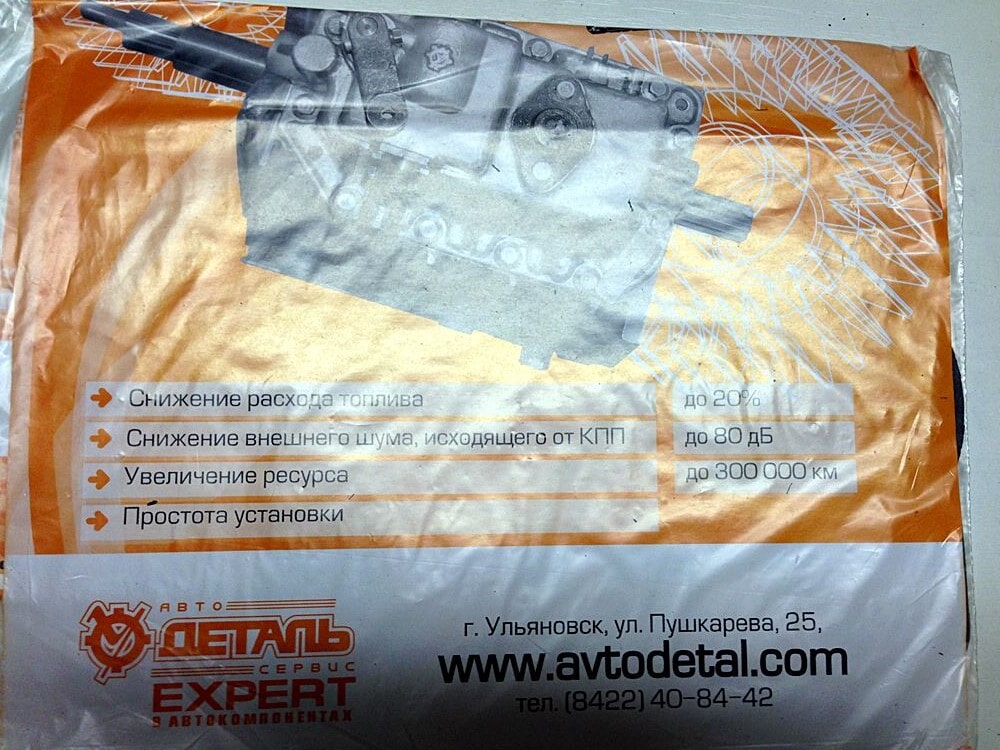 Снижение расхода топлива до 20%
Снижение внешнего шума, исходящего от КПП до 80 дБ
Увеличение ресурса до 300 000 км
Простота установки
АВТО
ДЕТАЛЬ
СЕРВИС
EXPERT
В АВТОКОМПОНЕНТАХ
г. Ульяновск, ул. Пушкарева, 25,
www.avtodetal.com
тел. (8422) 40-84-42